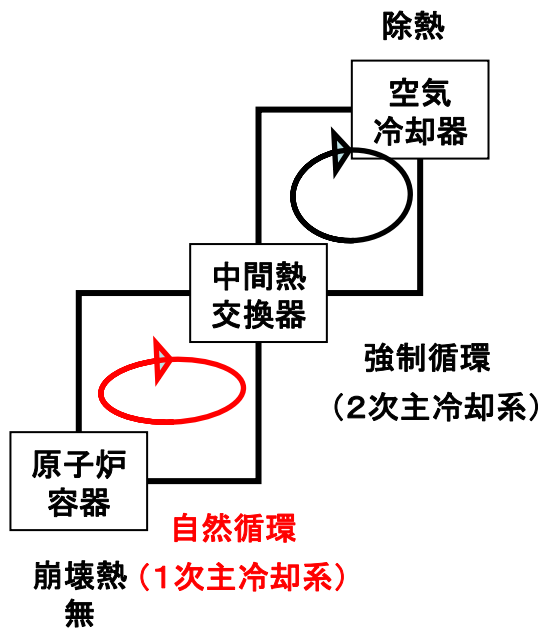 除熱
空気
冷却器
中間熱
交換器
強制循環
（２次主冷却系）
原子炉
容器
自然循環
（１次主冷却系）
崩壊熱
無